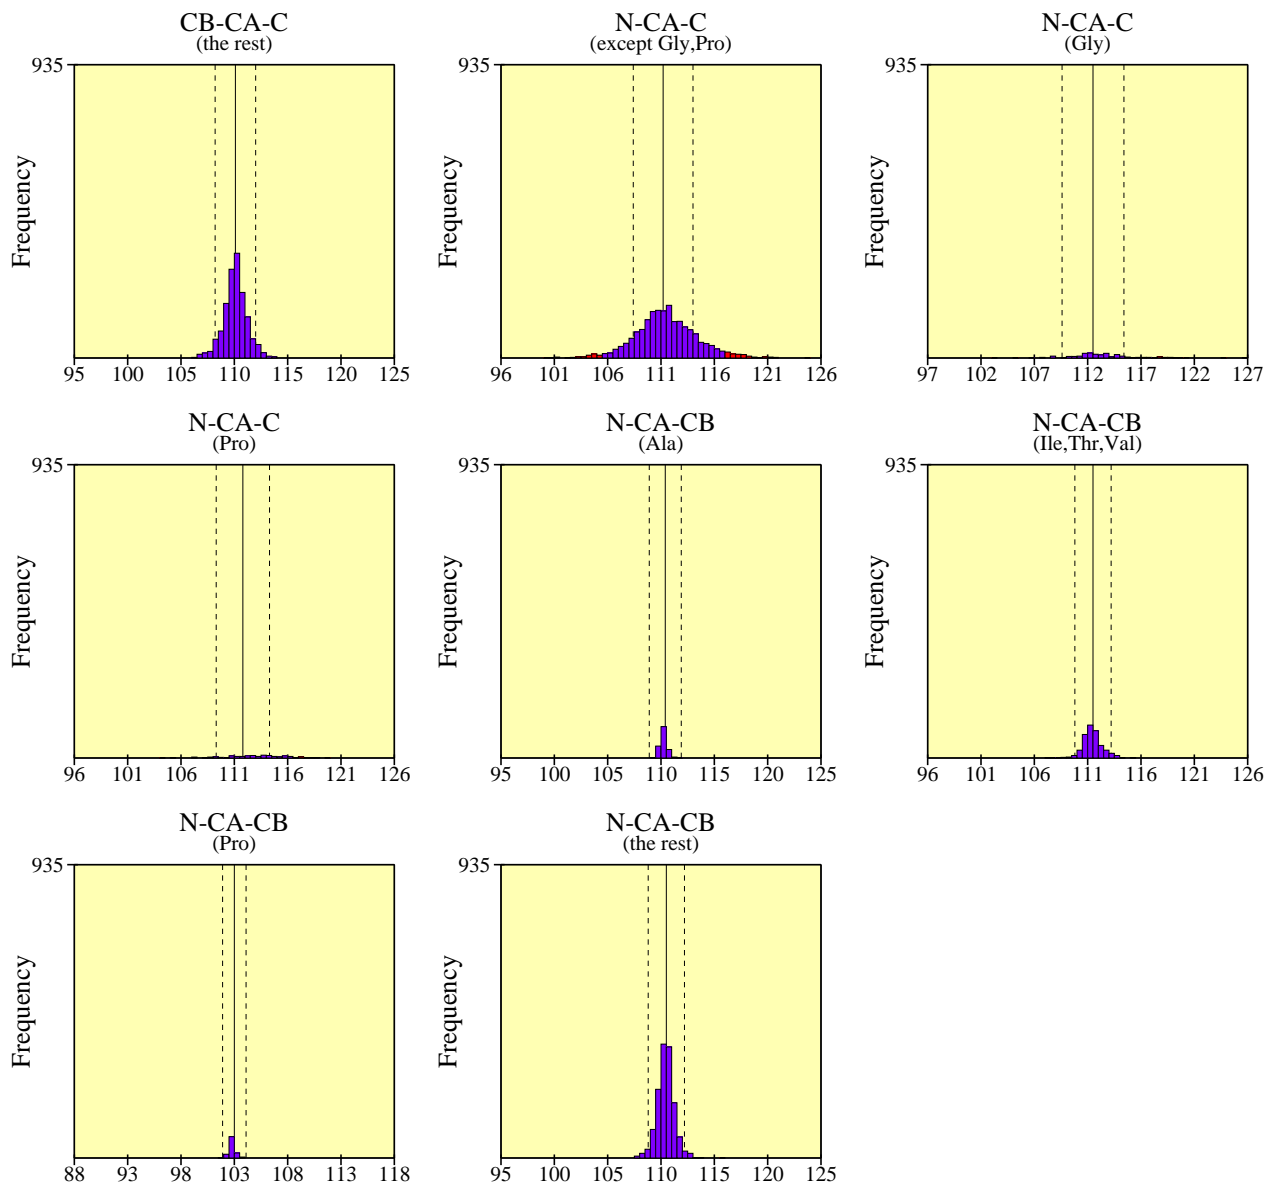 CB-CA-C
(the rest)
935
Frequency
95 100 105 110 115 120 125
N-CA-C
(except Gly,Pro)
935
Frequency
96 101 106 111 116 121 126
N-CA-C
(Gly)
935
Frequency
97 102 107 112 117 122 127
N-CA-C
(Pro)
935
Frequency
96 101 106 111 116 121 126
N-CA-CB
(Ala)
935
Frequency
95 100 105 110 115 120 125
N-CA-CB
(Ile,Thr,Val)
935
Frequency
96 101 106 111 116 121 126
N-CA-CB
(Pro)
935
Frequency
88 93 98 103 108 113 118
N-CA-CB
(the rest)
935
Frequency
95 100 105 110 115 120 125